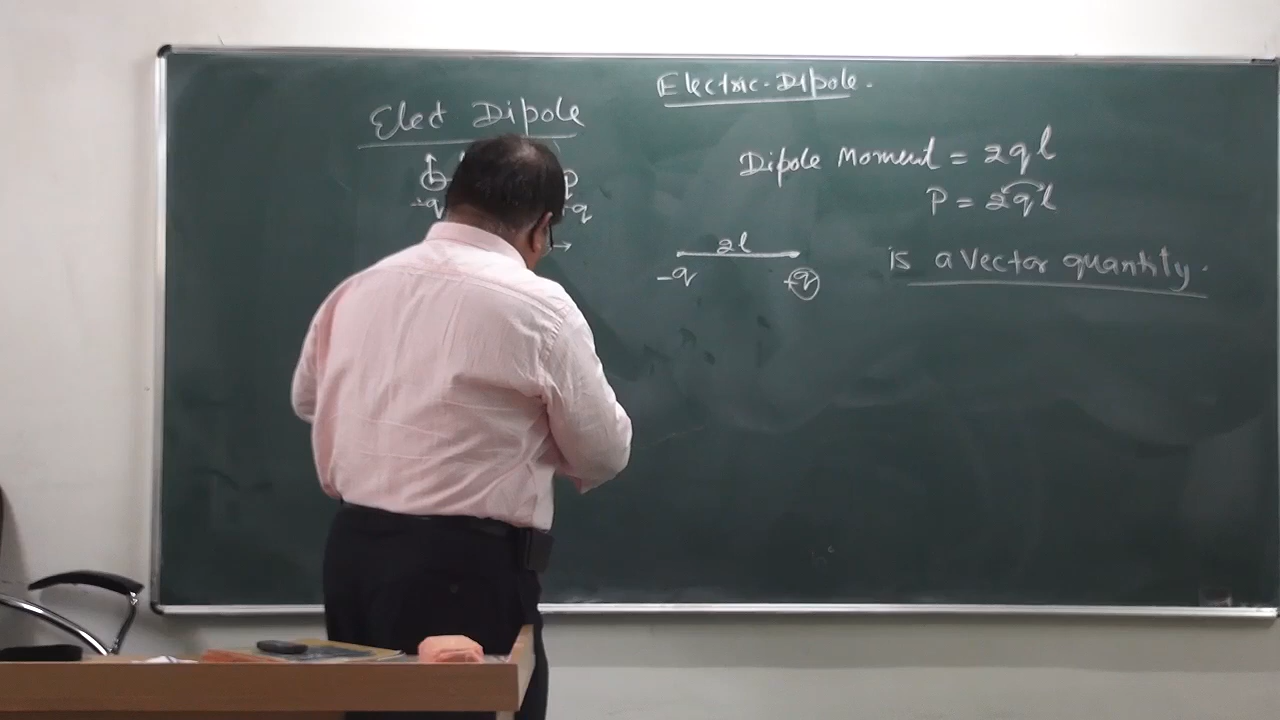 Electric-Dipole.
Elect Dipole
-q
q
Dipole Moment = 2ql
P = 2ql
2l
-q +q
is a vector quantity.